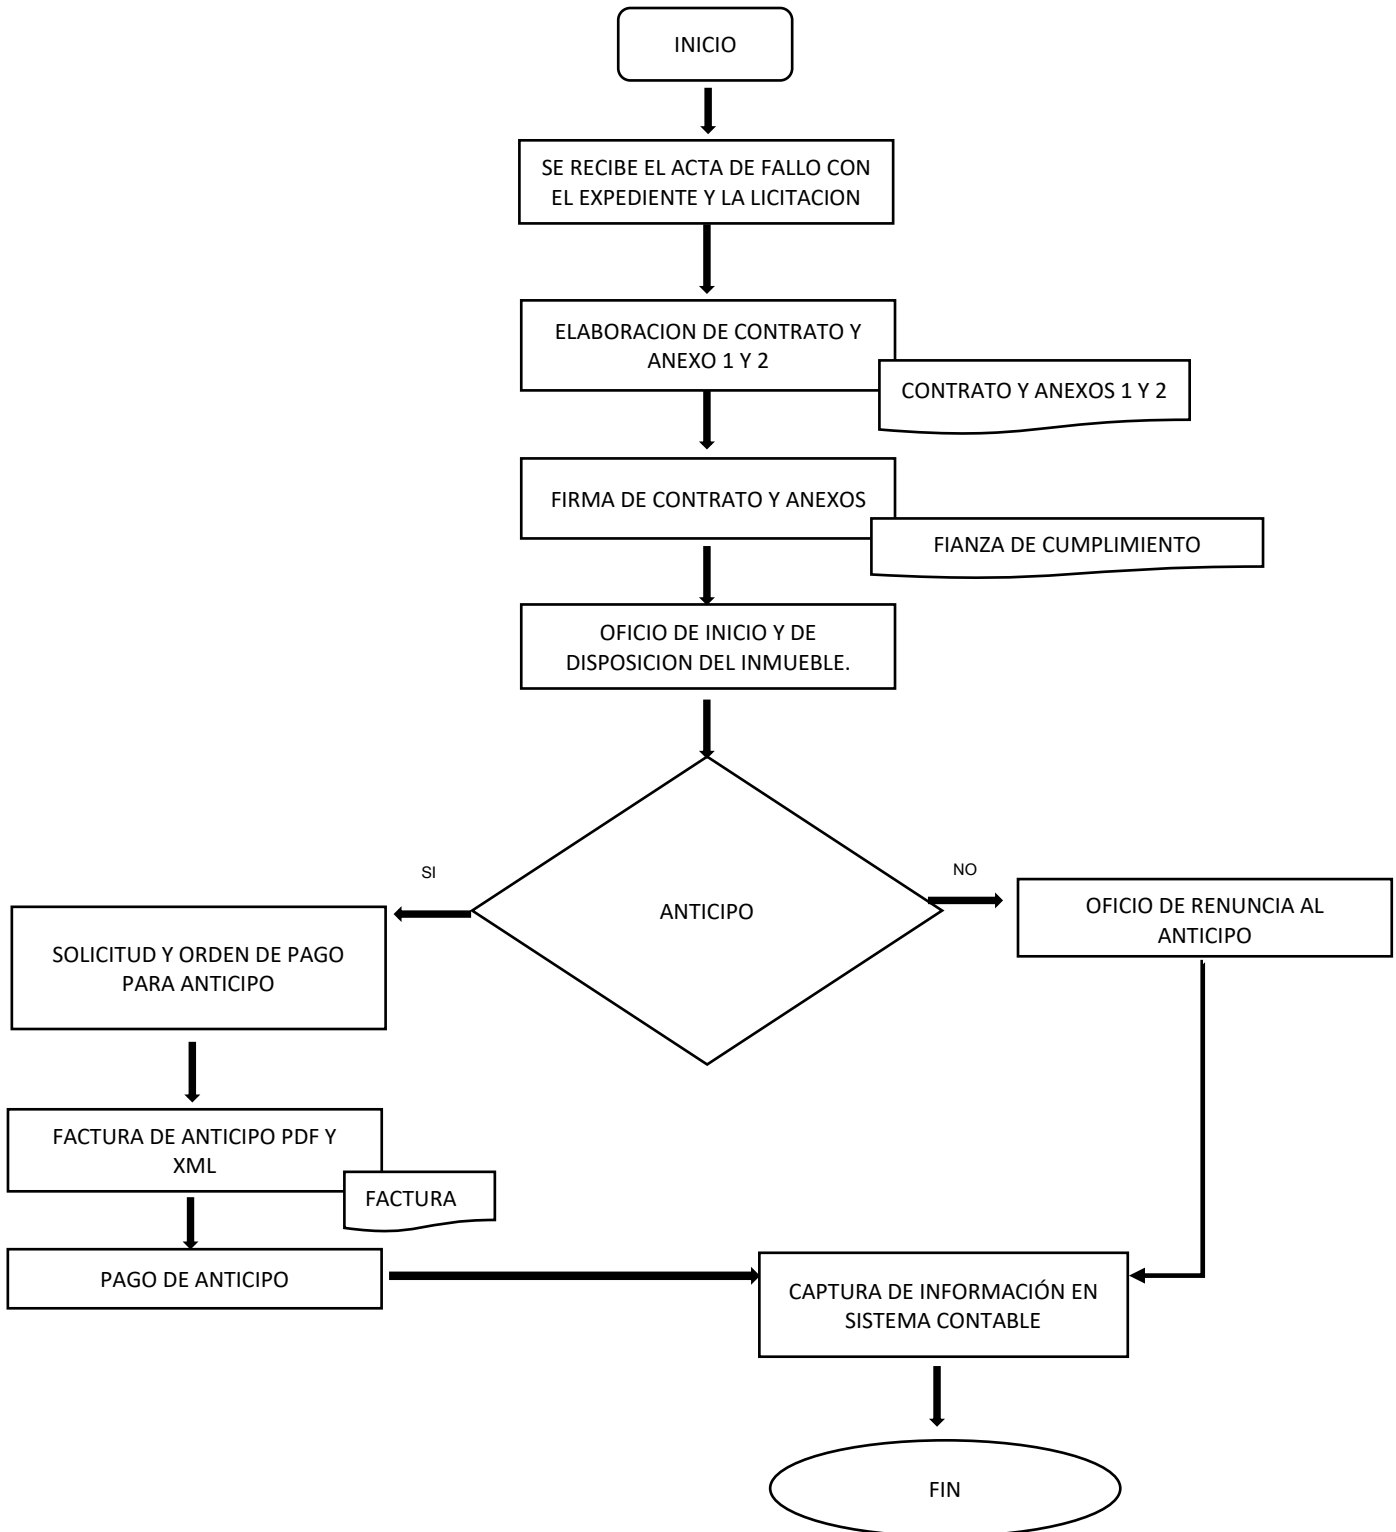 INICIO
SE RECIBE EL ACTA DE FALLO CON
EL EXPEDIENTE Y LA LICITACION
ELABORACION DE CONTRATO Y
ANEXO 1 Y 2
CONTRATO Y ANEXOS 1 Y 2
FIRMA DE CONTRATO Y ANEXOS
FIANZA DE CUMPLIMIENTO
OFICIO DE INICIO Y DE
DISPOSICION DEL INMUEBLE.
ANTICIPO
SI
NO
SOLICITUD Y ORDEN DE PAGO
PARA ANTICIPO
OFICIO DE RENUNCIA AL
ANTICIPO
FACTURA DE ANTICIPO PDF Y
XML
FACTURA
PAGO DE ANTICIPO
CAPTURA DE INFORMACIÓN EN
SISTEMA CONTABLE
FIN